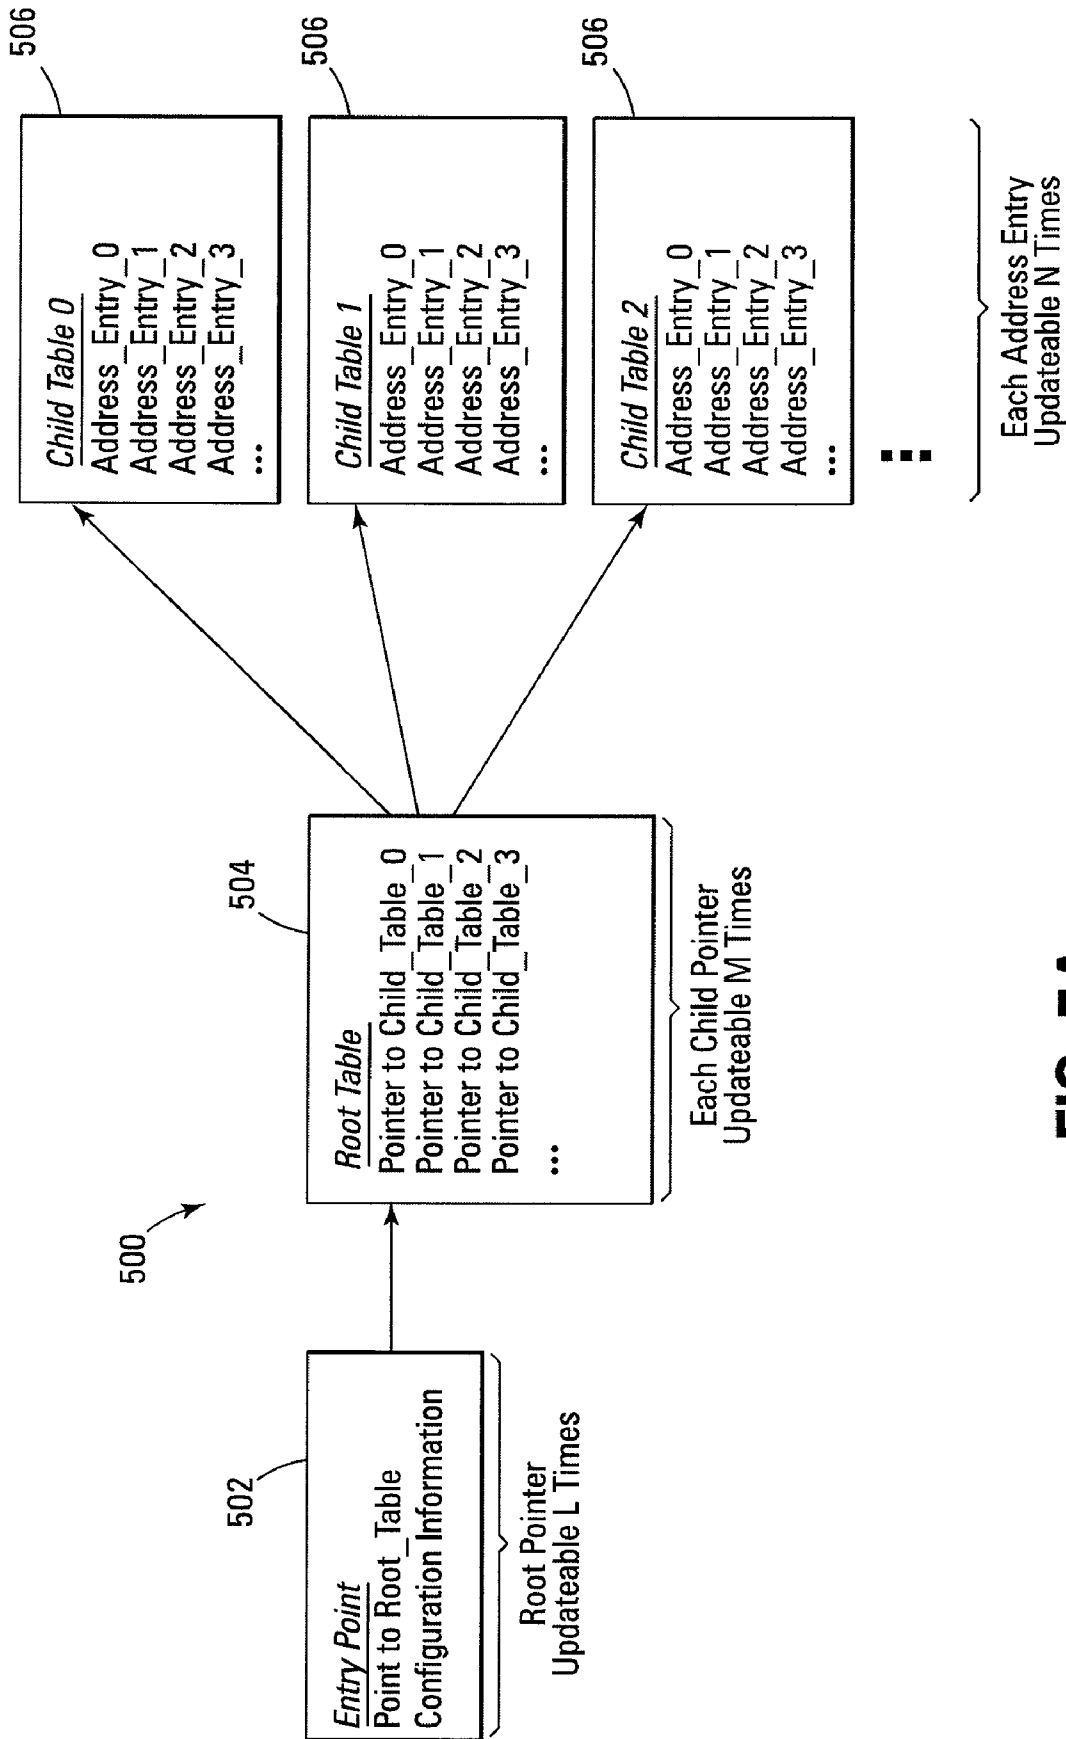 500
502
Entry Point
Point to Root_Table
Configuration Information
Root Pointer
Updateable L Times
504
Root Table
Pointer to Child_Table_0
Pointer to Child_Table_1
Pointer to Child_Table_2
Pointer to Child_Table_3
...
Each Child Pointer
Updateable M Times
506
Child Table 0
Address_Entry_0
Address_Entry_1
Address_Entry_2
Address_Entry_3
...
506
Child Table 1
Address_Entry_0
Address_Entry_1
Address_Entry_2
Address_Entry_3
...
506
Child Table 2
Address_Entry_0
Address_Entry_1
Address_Entry_2
Address_Entry_3
...
Each Address Entry
Updateable N Times